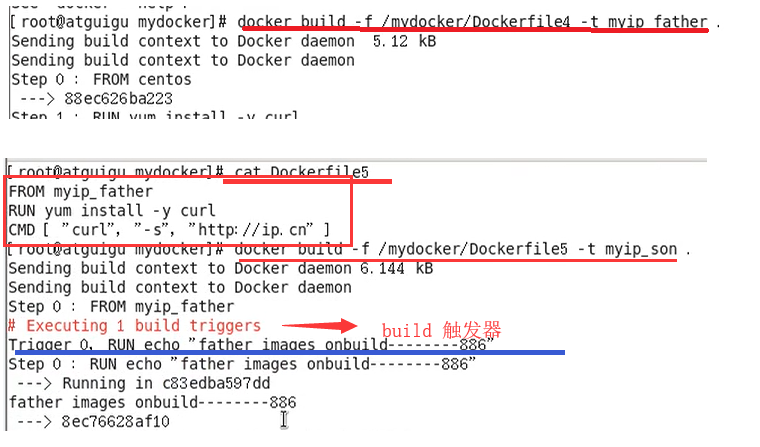 See 'docker help'.
[root@atguigu mydocker]# docker build -f /mydocker/Dockerfile4 -t myip_father .
Sending build context to Docker daemon  5.12 kB
Sending build context to Docker daemon
Step 0 : FROM centos
 ---> 88ec626ba223
Step 1 : RUN yum install -y curl
[root@atguigu mydocker]# cat Dockerfile5
FROM myip_father
RUN yum install -y curl
CMD [ "curl", "-s", "http://ip.cn" ]
[root@atguigu mydocker]# docker build -f /mydocker/Dockerfile5 -t myip_son .
Sending build context to Docker daemon 6.144 kB
Sending build context to Docker daemon
Step 0 : FROM myip_father
# Executing 1 build triggers
build 触发器
Trigger 0, RUN echo "father images onbuild--------886"
Step 0 : RUN echo "father images onbuild--------886"
 ---> Running in c83edba597dd
father images onbuild--------886
 ---> 8ec76628af10